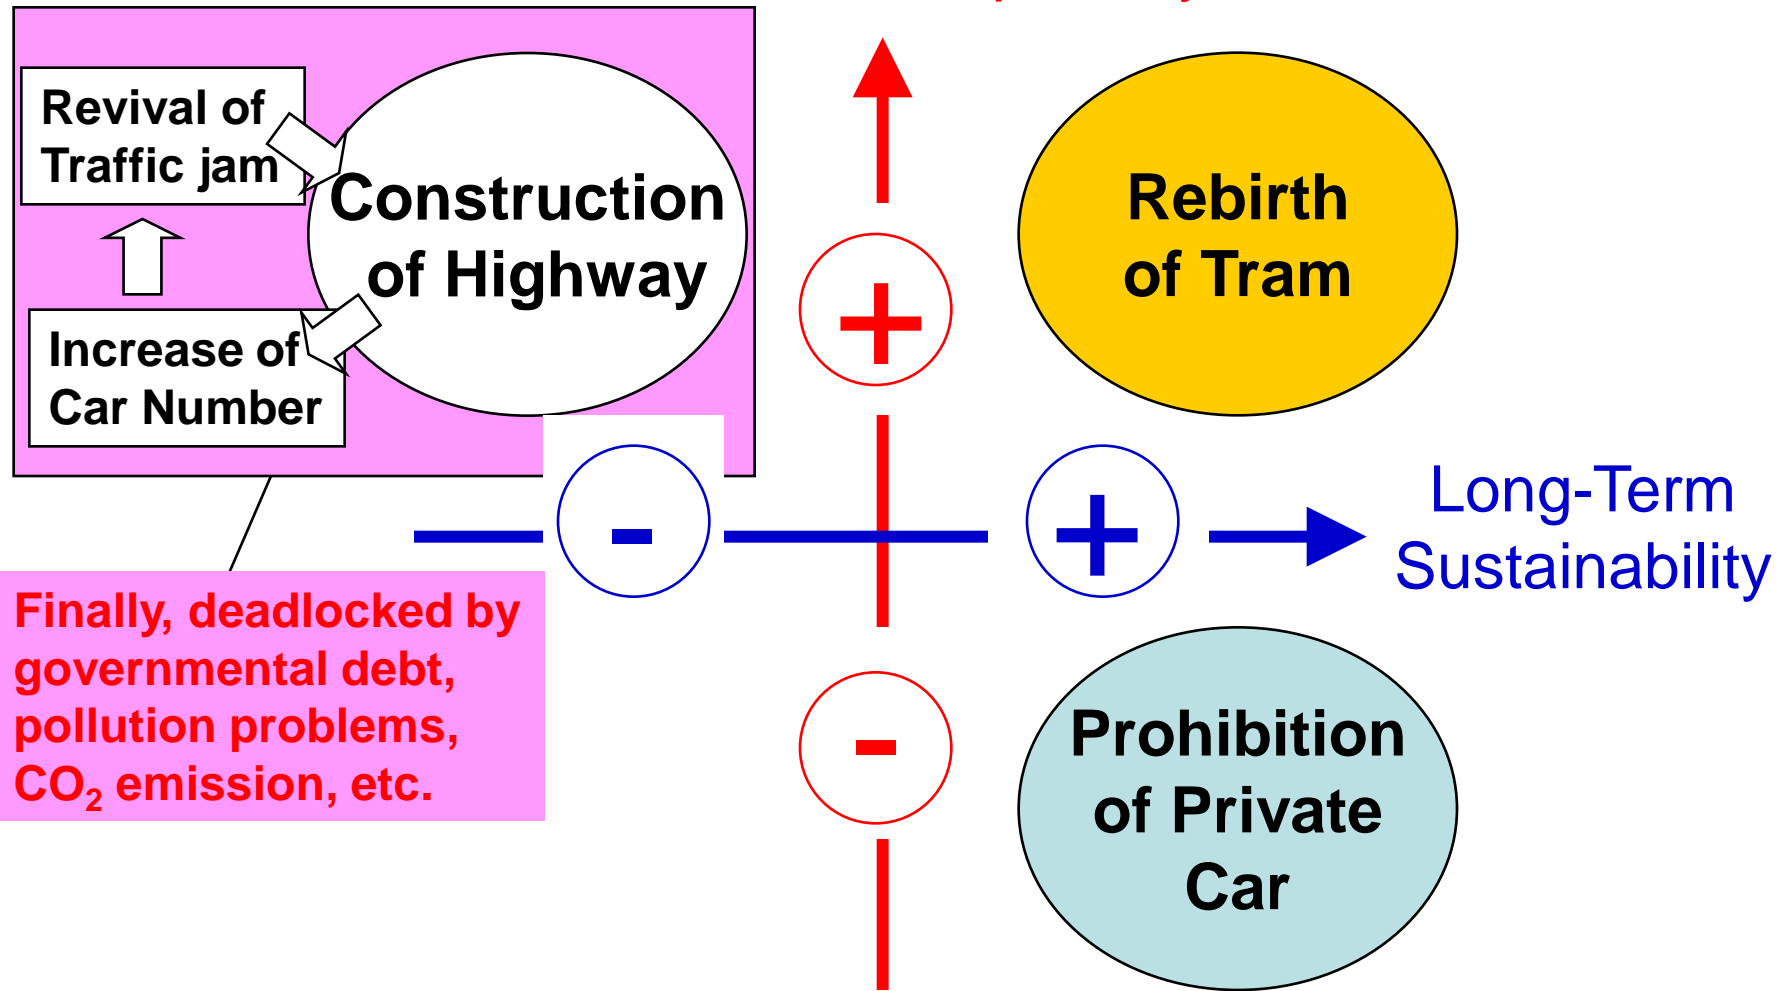 Revival of
Traffic jam
Construction
of Highway
Increase of
Car Number
Rebirth
of Tram
+
-
+
Long-Term
Sustainability
Finally, deadlocked by
governmental debt,
pollution problems,
CO₂ emission, etc.
-
Prohibition
of Private
Car